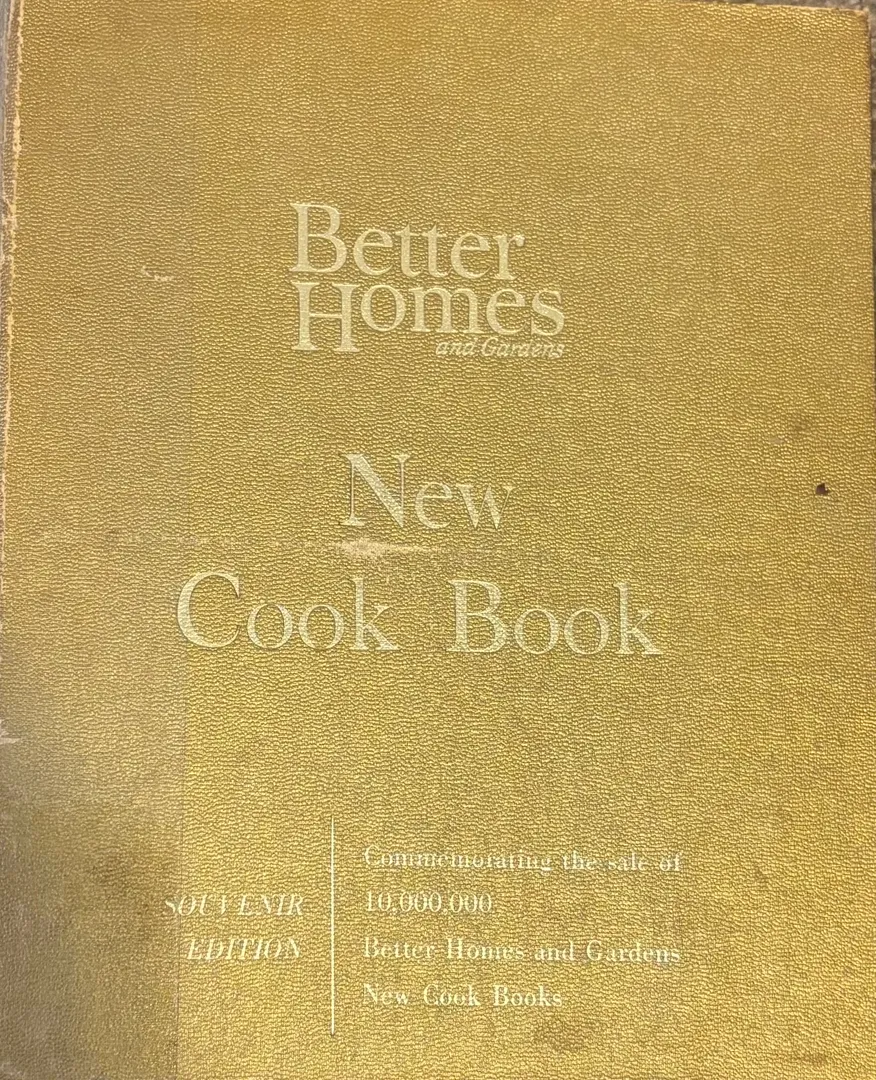 Better
Homes
and Gardens
New
Cook Book
SOUVENIR
EDITION
Commemorating the sale of
10,000,000
Better Homes and Gardens
New Cook Books